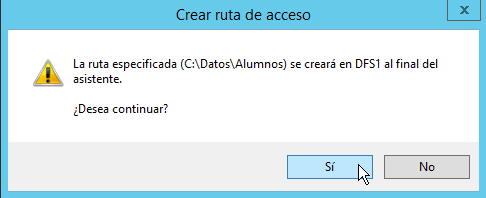 Crear ruta de acceso
x
La ruta especificada (C:\Datos\Alumnos) se creará en DFS1 al final del
asistente.
¿Desea continuar?
Sí
No